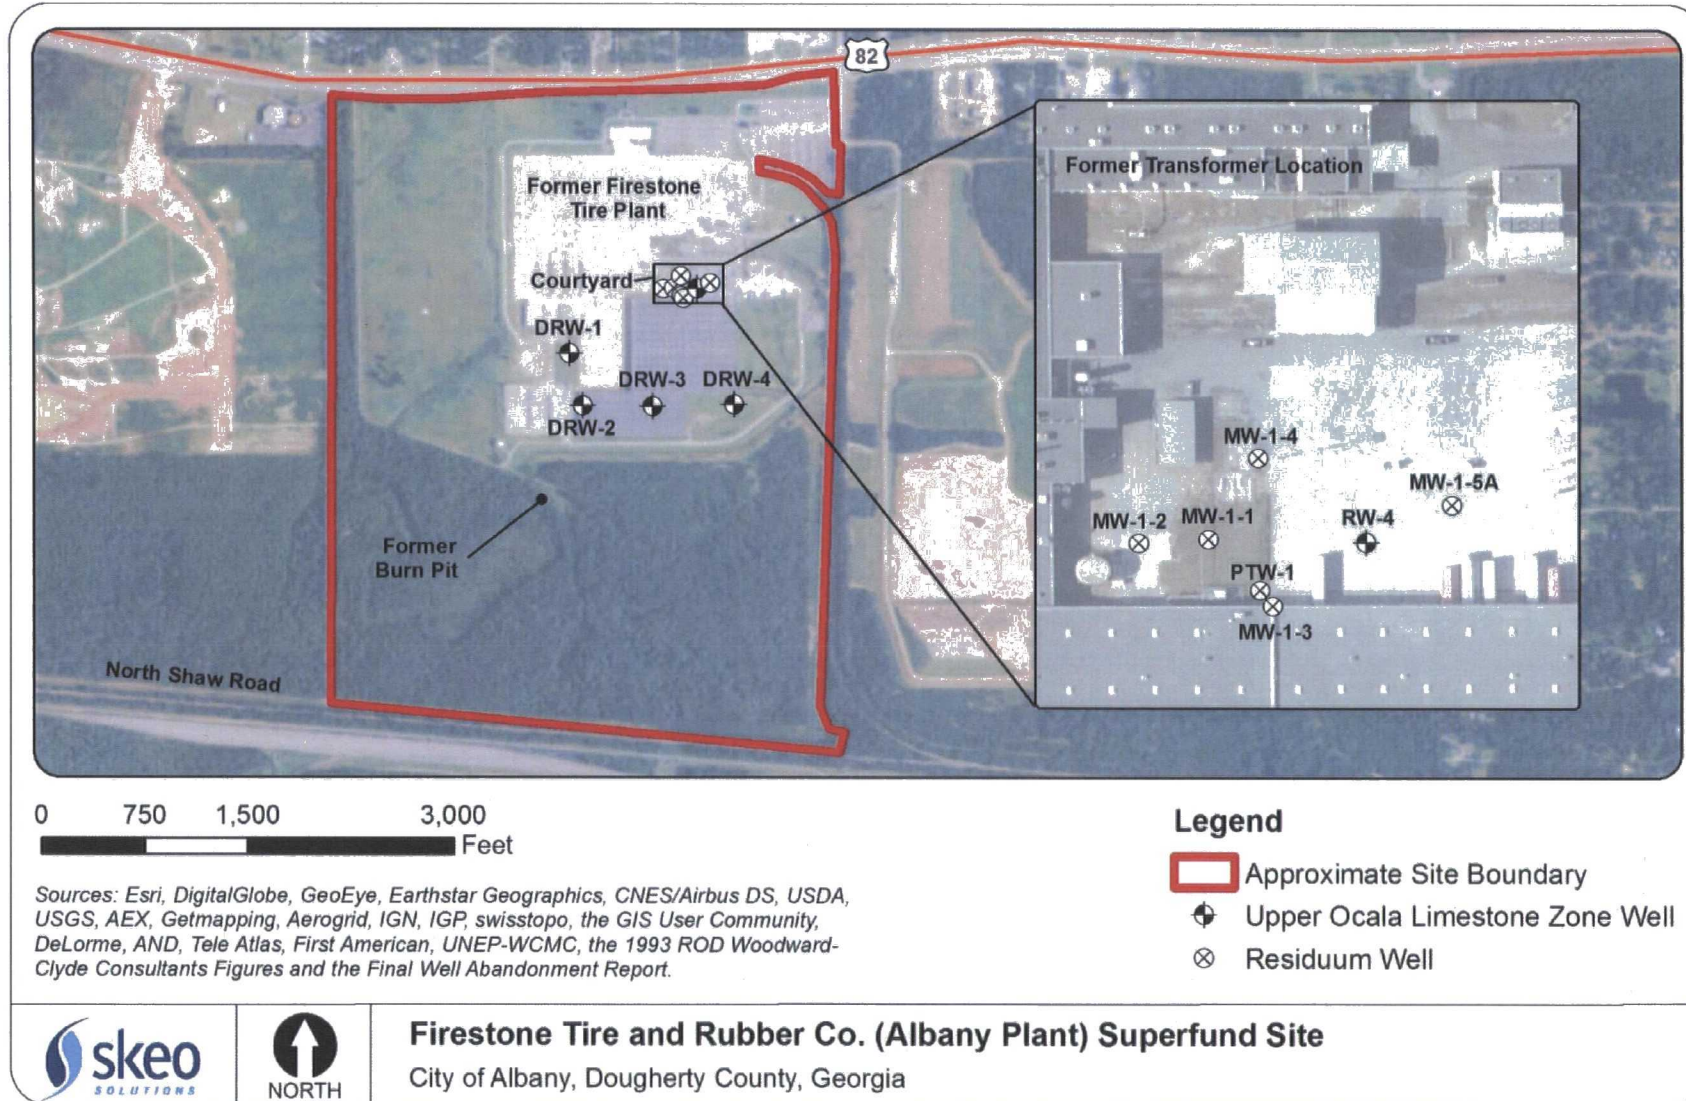 82
Former Firestone
Tire Plant
Courtyard
DRW-1
DRW-3
DRW-4
DRW-2
Former
Burn Pit
North Shaw Road
Former Transformer Location
MW-1-4
MW-1-5A
MW-1-2
MW-1-1
RW-4
PTW-1
MW-1-3
0 750 1,500 3,000
Feet
Sources: Esri, DigitalGlobe, GeoEye, Earthstar Geographics, CNES/Airbus DS, USDA,
USGS, AEX, Getmapping, Aerogrid, IGN, IGP, swisstopo, the GIS User Community,
DeLorme, AND, Tele Atlas, First American, UNEP-WCMC, the 1993 ROD Woodward-
Clyde Consultants Figures and the Final Well Abandonment Report.
Legend
Approximate Site Boundary
Upper Ocala Limestone Zone Well
Residuum Well
skeo
SOLUTIONS
NORTH
Firestone Tire and Rubber Co. (Albany Plant) Superfund Site
City of Albany, Dougherty County, Georgia